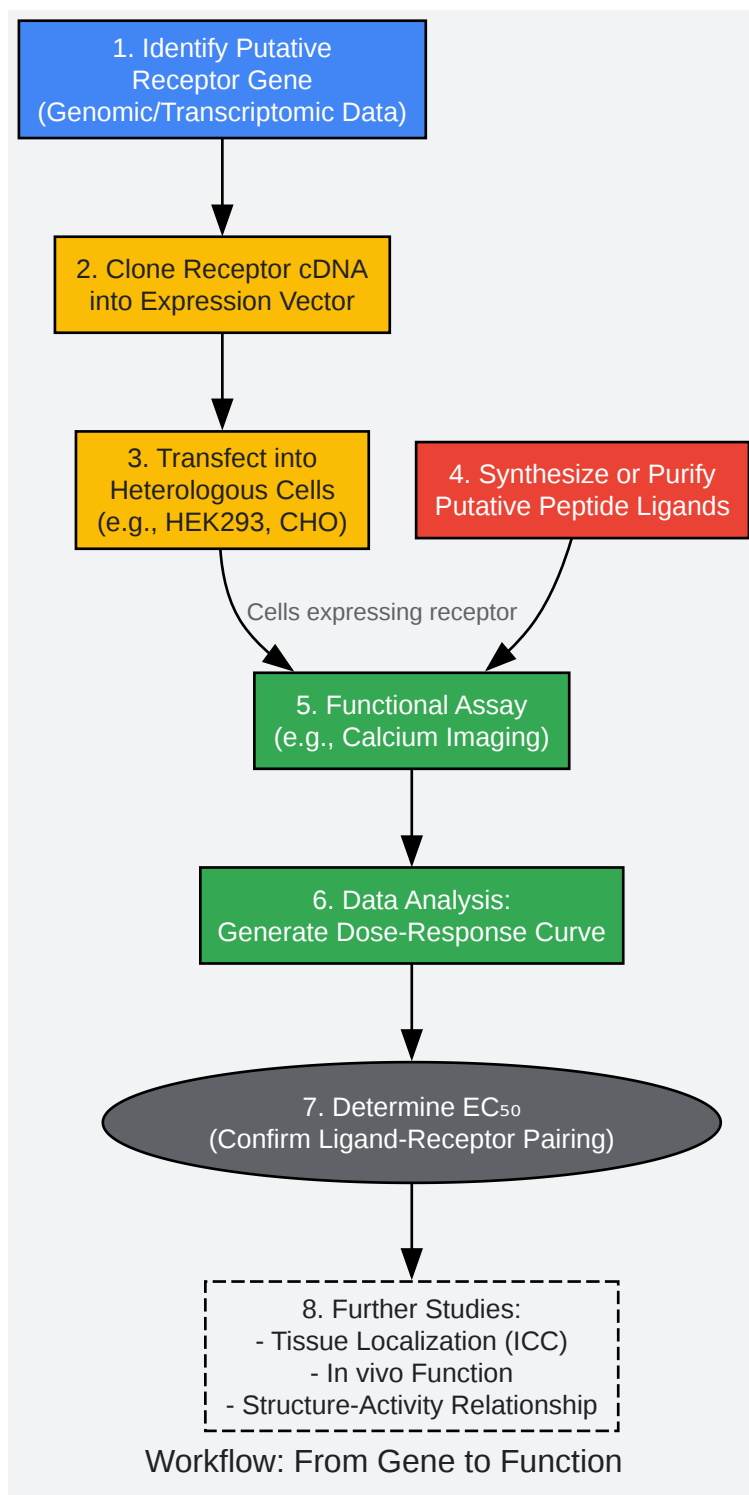 1. Identify Putative
Receptor Gene
(Genomic/Transcriptomic Data)
2. Clone Receptor cDNA
into Expression Vector
3. Transfect into
Heterologous Cells
(e.g., HEK293, CHO)
4. Synthesize or Purify
Putative Peptide Ligands
Cells expressing receptor
5. Functional Assay
(e.g., Calcium Imaging)
6. Data Analysis:
Generate Dose-Response Curve
7. Determine EC₅₀
(Confirm Ligand-Receptor Pairing)
8. Further Studies:
- Tissue Localization (ICC)
- In vivo Function
- Structure-Activity Relationship
Workflow: From Gene to Function